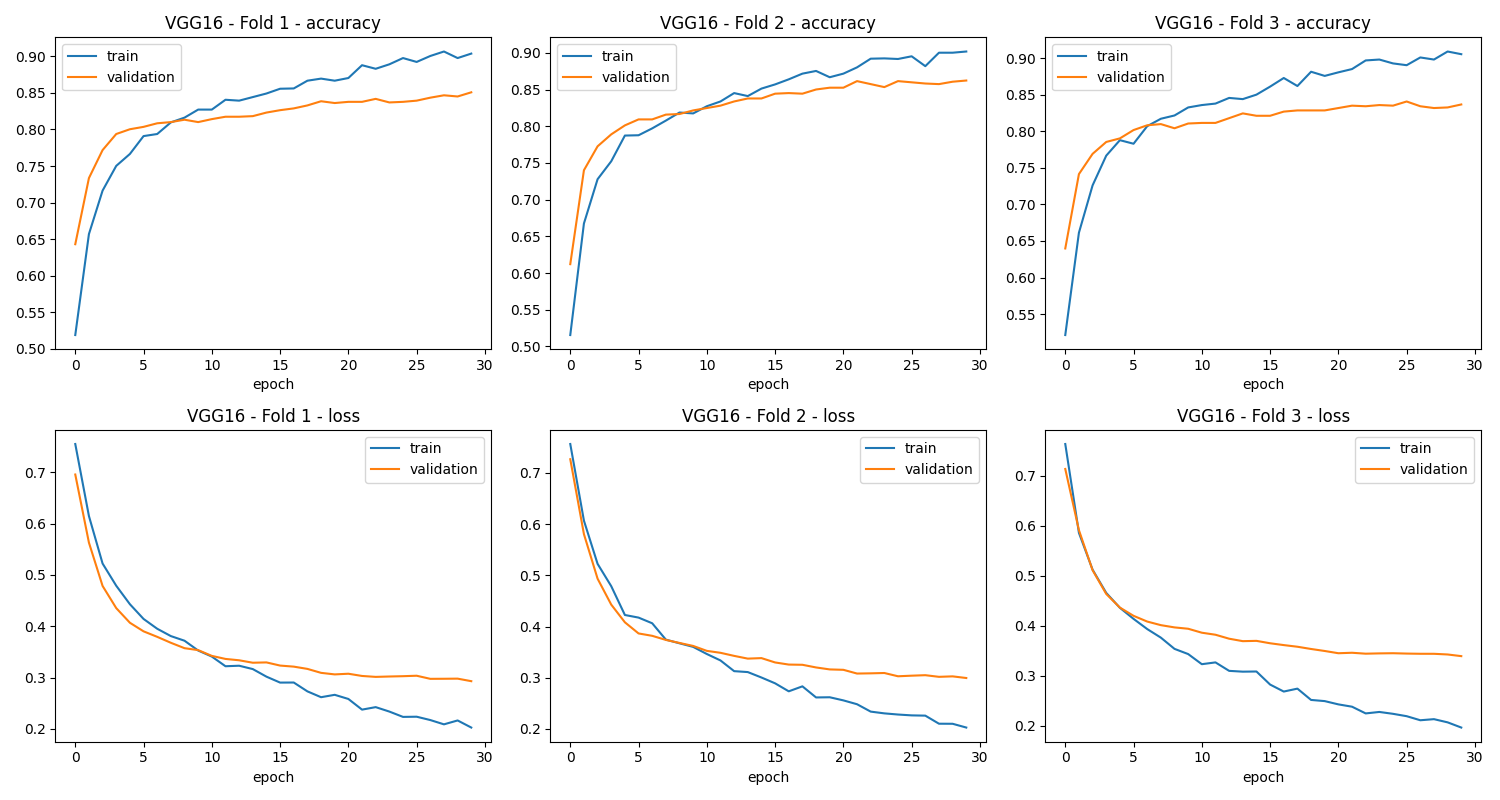 VGG16 - Fold 1 - accuracy
train
validation
0.90
0.85
0.80
0.75
0.70
0.65
0.60
0.55
0.50
0 5 10 15 20 25 30
epoch
VGG16 - Fold 2 - accuracy
train
validation
0.90
0.85
0.80
0.75
0.70
0.65
0.60
0.55
0.50
0 5 10 15 20 25 30
epoch
VGG16 - Fold 3 - accuracy
train
validation
0.90
0.85
0.80
0.75
0.70
0.65
0.60
0.55
0 5 10 15 20 25 30
epoch
VGG16 - Fold 1 - loss
train
validation
0.7
0.6
0.5
0.4
0.3
0.2
0 5 10 15 20 25 30
epoch
VGG16 - Fold 2 - loss
train
validation
0.7
0.6
0.5
0.4
0.3
0.2
0 5 10 15 20 25 30
epoch
VGG16 - Fold 3 - loss
train
validation
0.7
0.6
0.5
0.4
0.3
0.2
0 5 10 15 20 25 30
epoch